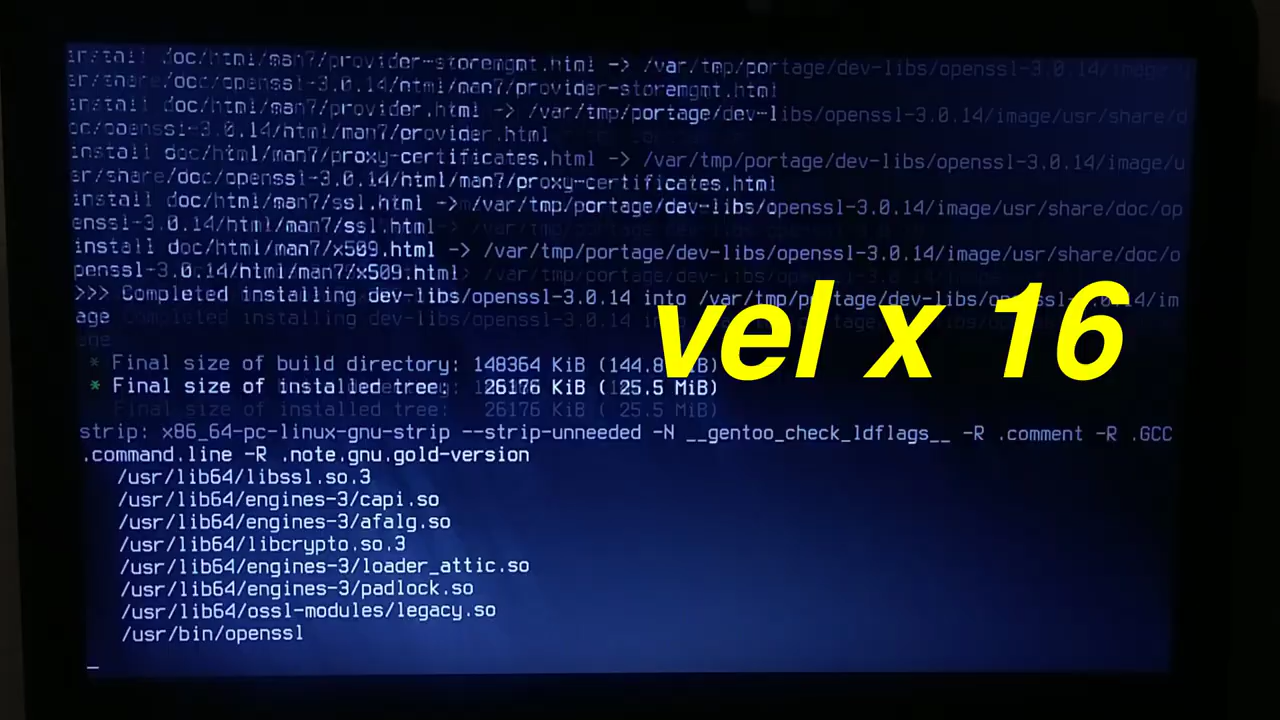 install doc/html/man7/provider-storemgmt.html -> /var/tmp/portage/dev-libs/openssl-3.0.14/image/u
sr/share/doc/openssl-3.0.14/html/man7/provider-storemgmt.html
install doc/html/man7/provider.html -> /var/tmp/portage/dev-libs/openssl-3.0.14/image/usr/share/d
oc/openssl-3.0.14/html/man7/provider.html
install doc/html/man7/proxy-certificates.html -> /var/tmp/portage/dev-libs/openssl-3.0.14/image/u
sr/share/doc/openssl-3.0.14/html/man7/proxy-certificates.html
install doc/html/man7/ssl.html -> /var/tmp/portage/dev-libs/openssl-3.0.14/image/usr/share/doc/op
enssl-3.0.14/html/man7/ssl.html
install doc/html/man7/x509.html -> /var/tmp/portage/dev-libs/openssl-3.0.14/image/usr/share/doc/o
penssl-3.0.14/html/man7/x509.html
>>> Completed installing dev-libs/openssl-3.0.14 into /var/tmp/portage/dev-libs/openssl-3.0.14/im
age
vel x 16
* Final size of build directory: 148364 KiB (144.8 MiB)
* Final size of installed tree: 26176 KiB ( 25.5 MiB)
strip: x86_64-pc-linux-gnu-strip --strip-unneeded -N __gentoo_check_ldflags__ -R .comment -R .GCC
.command.line -R .note.gnu.gold-version
/usr/lib64/libssl.so.3
/usr/lib64/engines-3/capi.so
/usr/lib64/engines-3/afalg.so
/usr/lib64/libcrypto.so.3
/usr/lib64/engines-3/loader_attic.so
/usr/lib64/engines-3/padlock.so
/usr/lib64/ossl-modules/legacy.so
/usr/bin/openssl